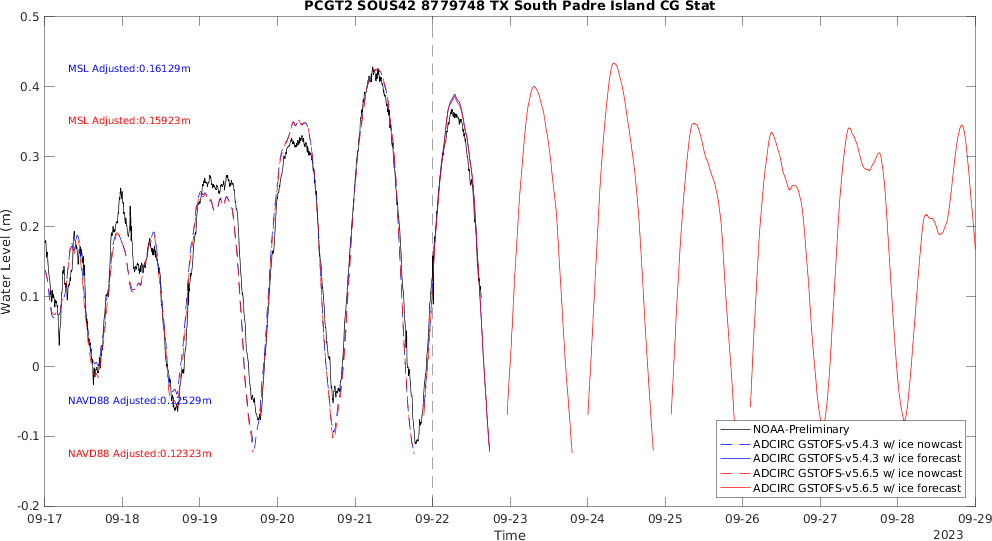 PCGT2 SOUS42 8779748 TX South Padre Island CG Stat
0.5
MSL Adjusted:0.16129m
0.4
MSL Adjusted:0.15923m
0.3
0.2
Water Level (m)
0.1
0
NAVD88 Adjusted:0.12529m
-0.1
NAVD88 Adjusted:0.12323m
NOAA-Preliminary
ADCIRC GSTOFS-v5.4.3 w/ ice nowcast
ADCIRC GSTOFS-v5.4.3 w/ ice forecast
ADCIRC GSTOFS-v5.6.5 w/ ice nowcast
ADCIRC GSTOFS-v5.6.5 w/ ice forecast
-0.2
09-17 09-18 09-19 09-20 09-21 09-22 09-23 09-24 09-25 09-26 09-27 09-28 09-29
Time
2023